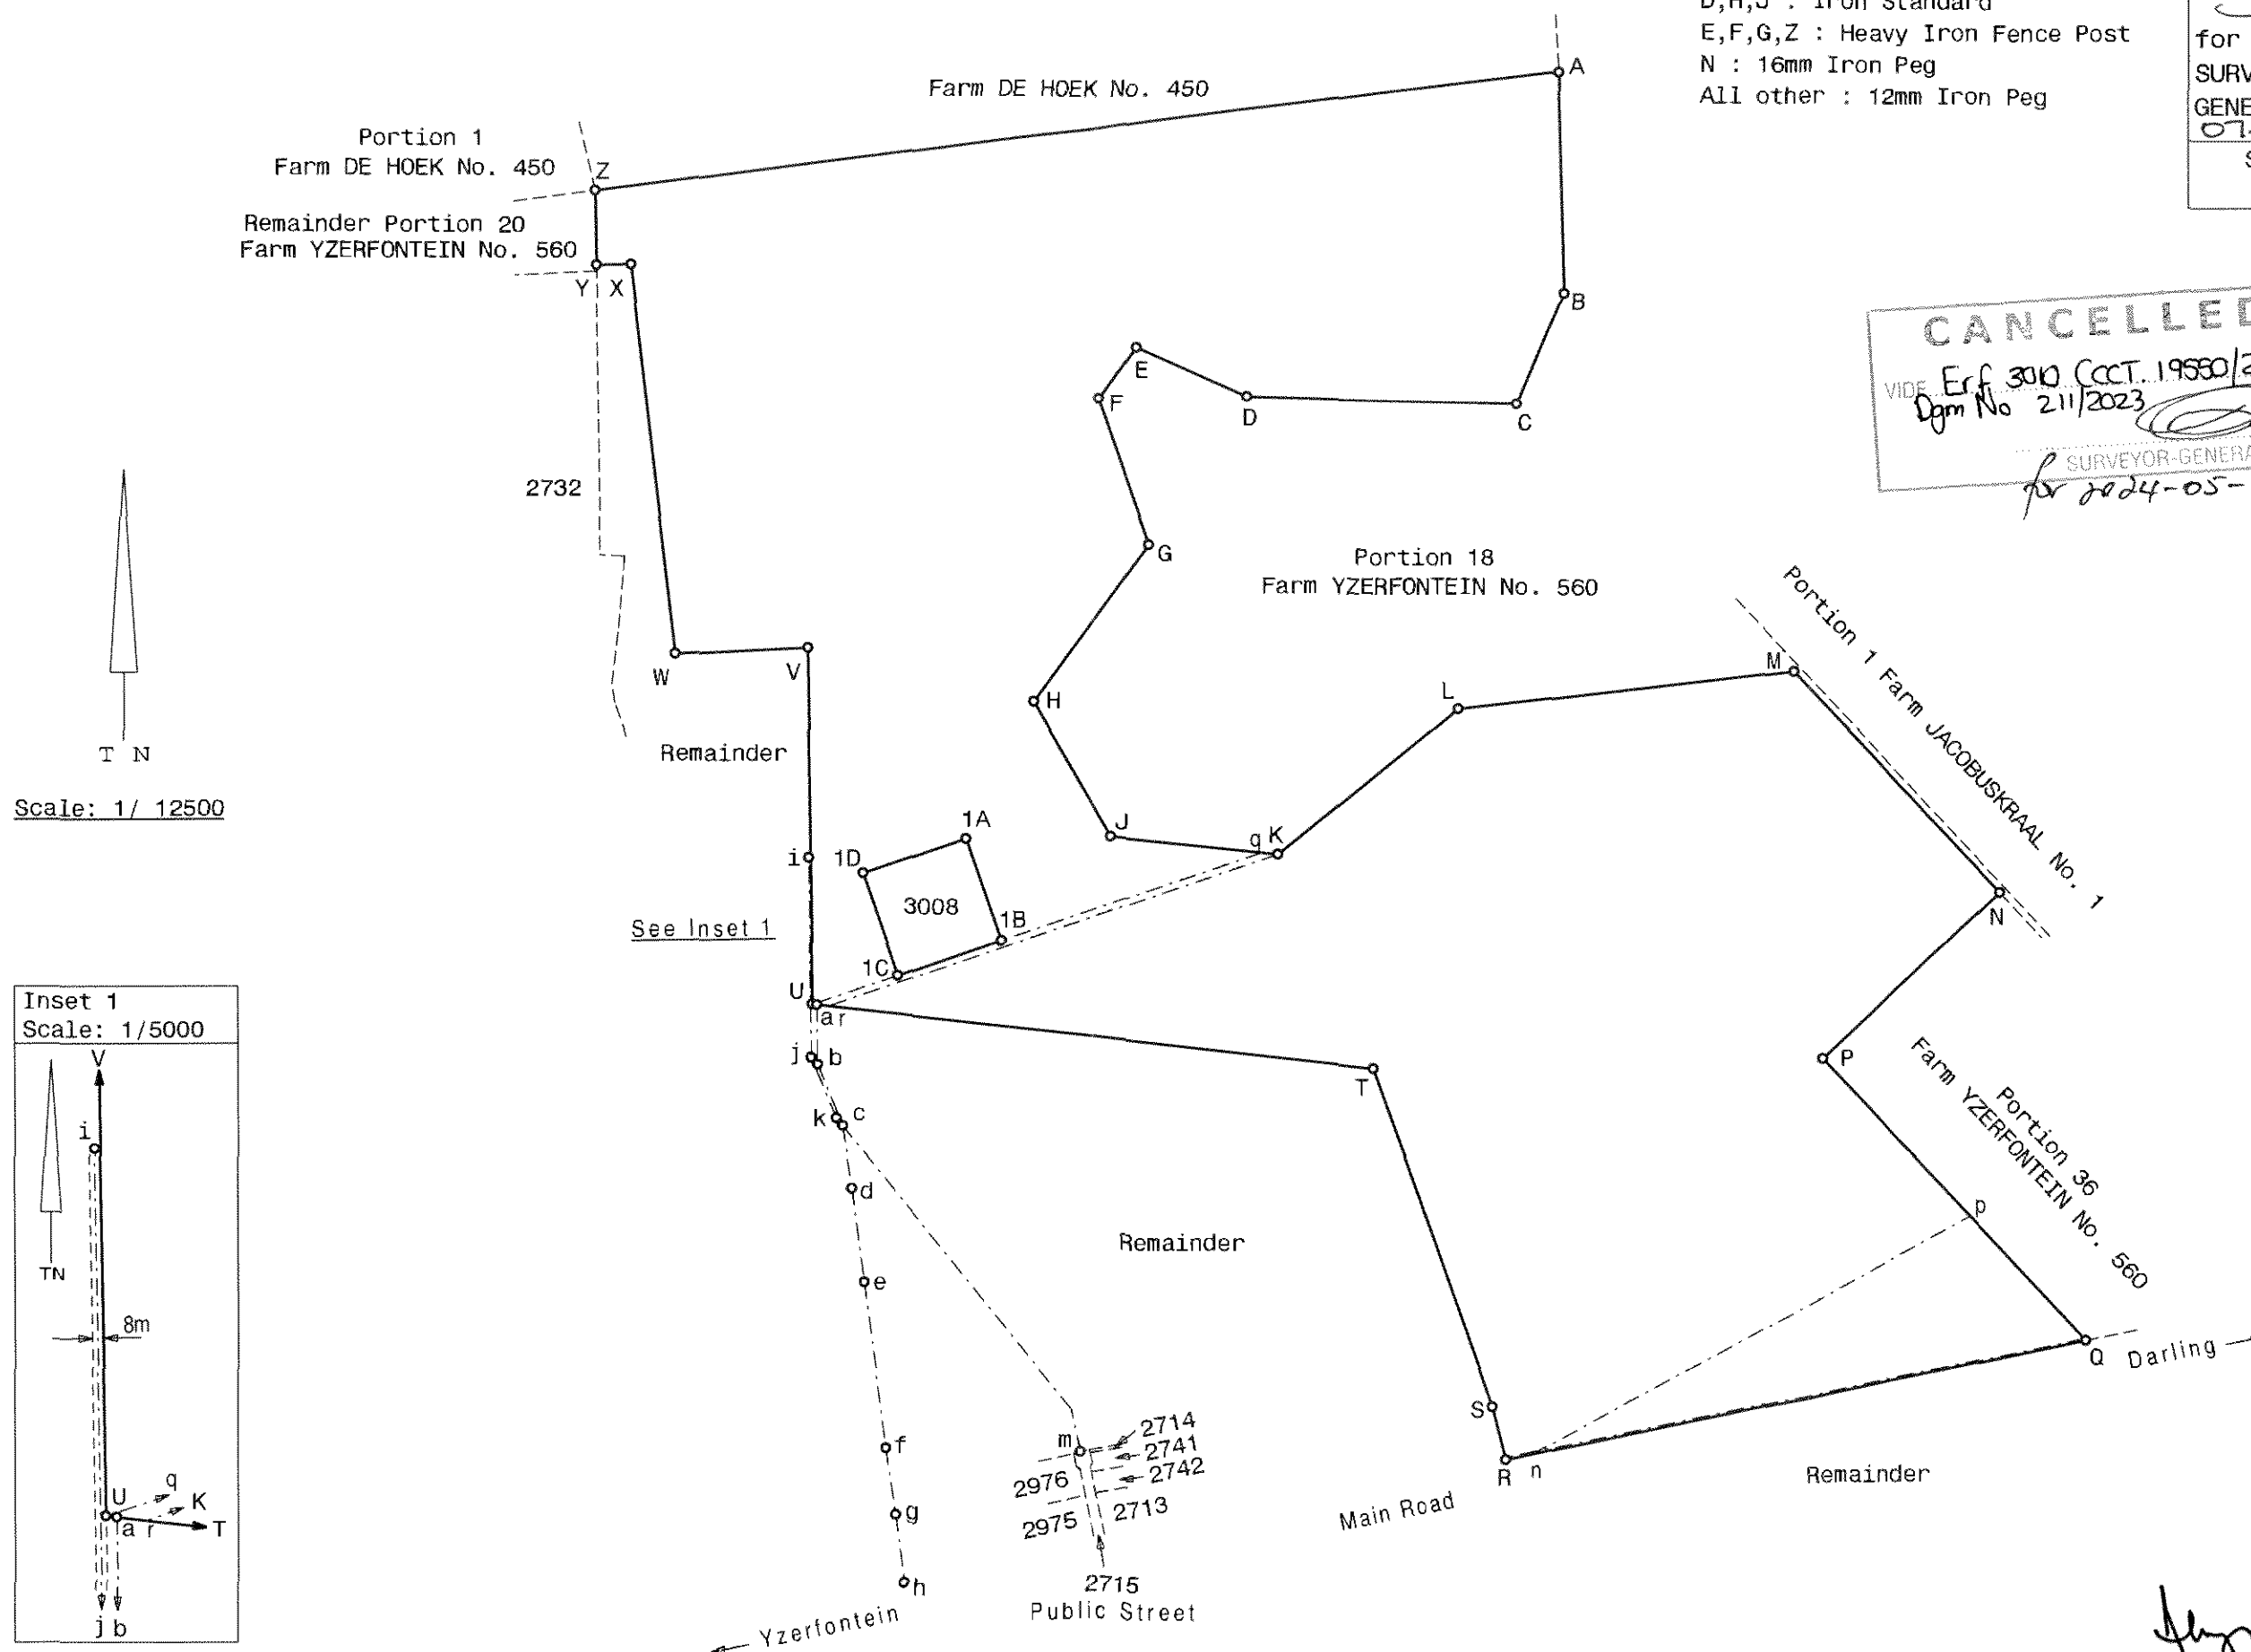 D,H,J : Iron Standard
E,F,G,Z : Heavy Iron Fence Post
N : 16mm Iron Peg
All other : 12mm Iron Peg
for
A
Farm DE HOEK No. 450
Portion 1
Farm DE HOEK No. 450
Z
Remainder Portion 20
Farm YZERFONTEIN No. 560
Y X
B
CANCELLED
VIDE Erf 3010 (CCT. 19550/2
Dgm No 211/2023
SURVEYOR-GENERA
for 2024-05-
E
F
D
C
2732
G
Portion 18
Farm YZERFONTEIN No. 560
Portion 1 Farm JACOBUSKRAAL No. 1
W
V
M
L
H
T N
Remainder
Scale: 1/ 12500
1A
J
q K
i
1D
3008
1B
N
See Inset 1
1C
U
a r
j b
P
T
k c
Portion 36
Farm YZERFONTEIN No. 560
d
p
Remainder
e
Q
Darling
S
f
m
2714
2741
2742
2976
2975
2713
R n
Remainder
Main Road
g
h
2715
Public Street
Yzerfontein
Inset 1
Scale: 1/5000
V
i
TN
8m
q
U
K
a r
T
j b